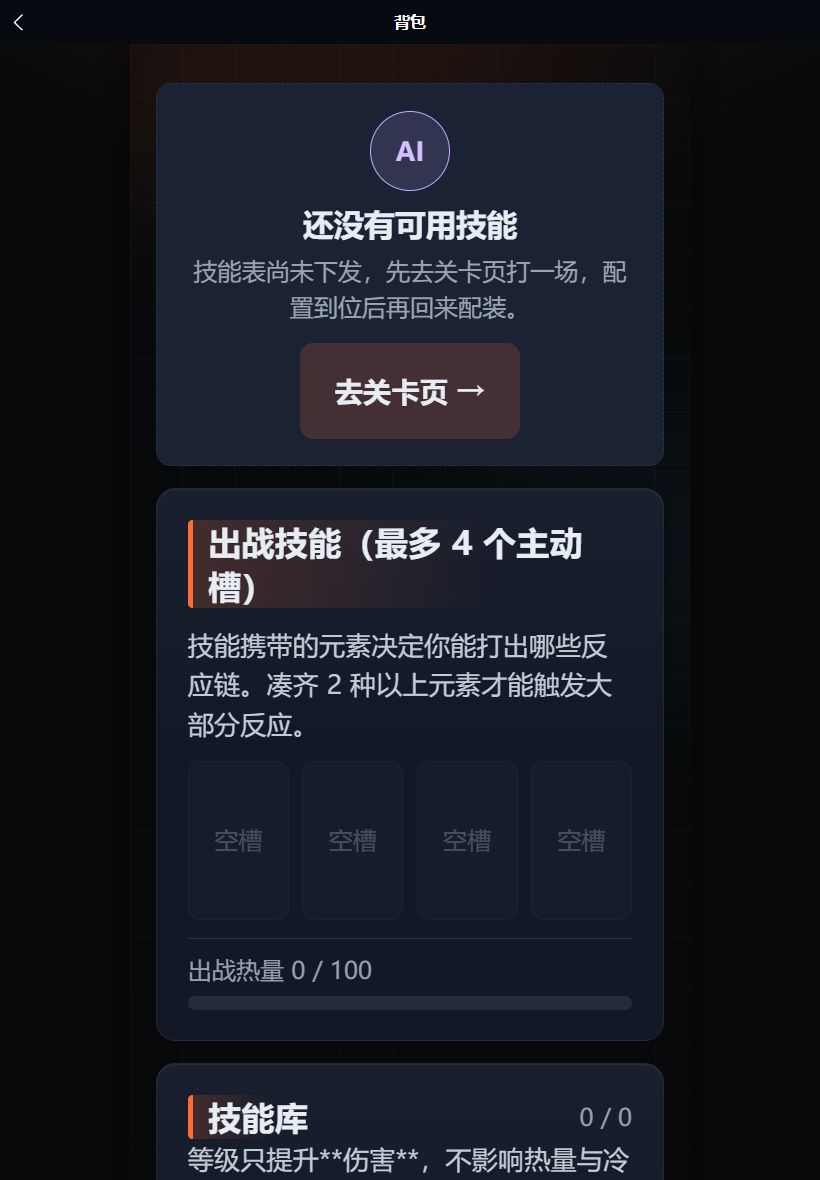 背包
AI
还没有可用技能
技能表尚未下发，先去关卡页打一场，配
置到位后再回来配装。
去关卡页 →
出战技能（最多 4 个主动
槽）
技能携带的元素决定你能打出哪些反
应链。凑齐 2 种以上元素才能触发大
部分反应。
空槽 空槽 空槽 空槽
出战热量 0 / 100
技能库 0 / 0
等级只提升**伤害**，不影响热量与冷